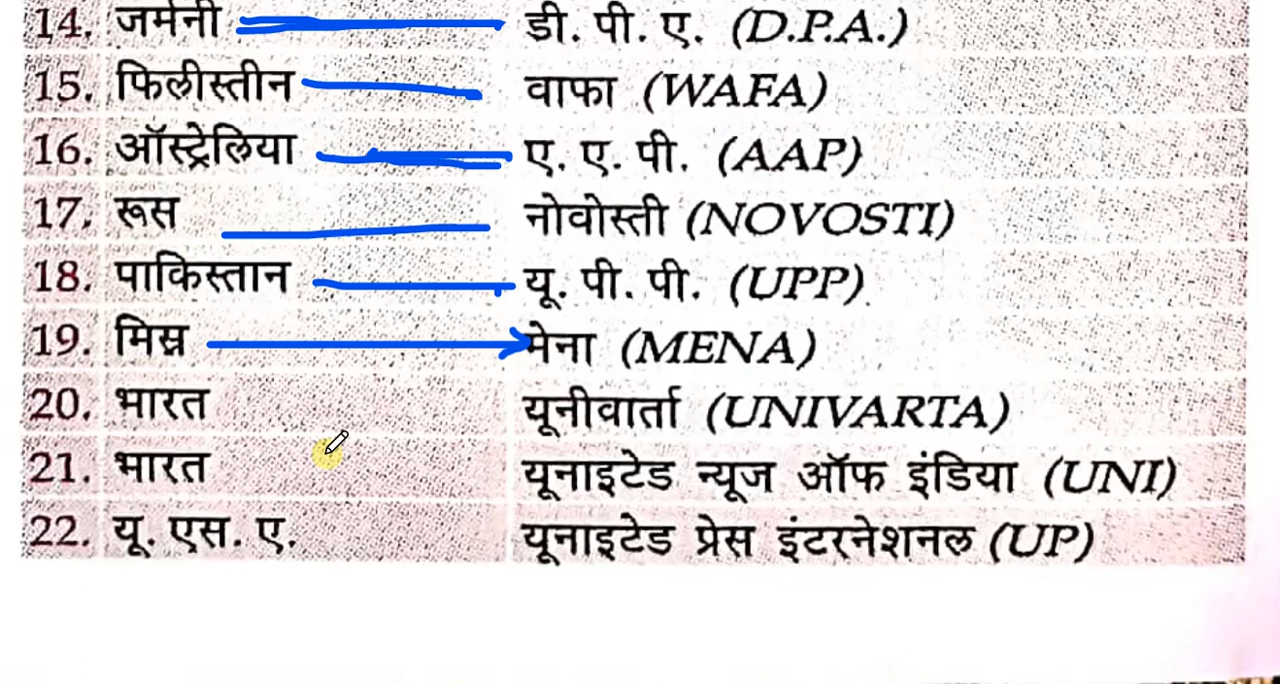 14. जर्मनी डी. पी. ए. (D.P.A.)
15. फिलीस्तीन वाफा (WAFA)
16. ऑस्ट्रेलिया ए. ए. पी. (AAP)
17. रूस नोवोस्ती (NOVOSTI)
18. पाकिस्तान यू. पी. पी. (UPP)
19. मिस्र मेना (MENA)
20. भारत यूनीवार्ता (UNIVARTA)
21. भारत यूनाइटेड न्यूज ऑफ इंडिया (UNI)
22. यू. एस. ए. यूनाइटेड प्रेस इंटरनेशनल (UP)